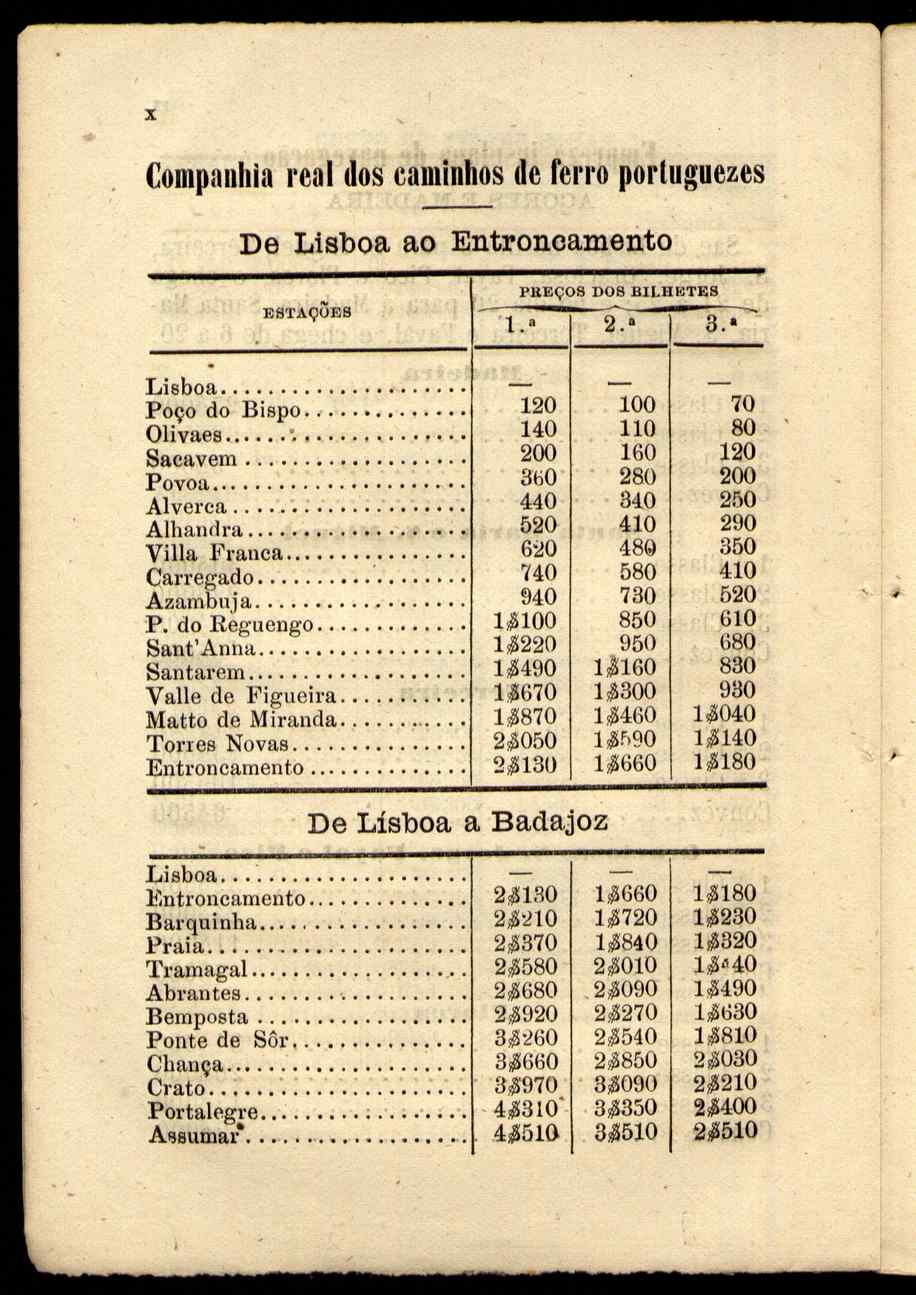 x
Companhia real dos caminhos de ferro portuguezes
De Lisboa ao Entroncamento
ESTAÇÕES PREÇOS DOS BILHETES
1.ª 2.ª 3.ª
Lisboa...................... — — —
Poço do Bispo.............. 120 100 70
Olivaes..................... 140 110 80
Sacavem .................... 200 160 120
Povoa....................... 360 280 200
Alverca ..................... 440 340 250
Alhandra.................... 520 410 290
Villa Franca................ 620 480 350
Carregado.................. 740 580 410
Azambuja................... 940 730 520
P. do Reguengo............. 1$100 850 610
Sant'Anna.................. 1$220 950 680
Santarem.................... 1$490 1$160 830
Valle de Figueira........... 1$670 1$300 930
Matto de Miranda........... 1$870 1$460 1$040
Torres Novas............... 2$050 1$590 1$140
Entroncamento .............. 2$130 1$660 1$180
De Lísboa a Badajoz
Lisboa...................... — — —
Entroncamento.............. 2$130 1$660 1$180
Barquinha.................. 2$210 1$720 1$230
Praia....................... 2$370 1$840 1$320
Tramagal................... 2$580 2$010
Abrantes.................... 2$680 2$090 1$490
Bemposta ................... 2$920 2$270 1$630
Ponte de Sôr................ 3$260 2$540 1$810
Chança...................... 3$660 2$850 2$030
Crato....................... 3$970 3$090 2$210
Portalegre.................. 4$310 3$350 2$400
Assumar.................... 4$510 3$510 2$510